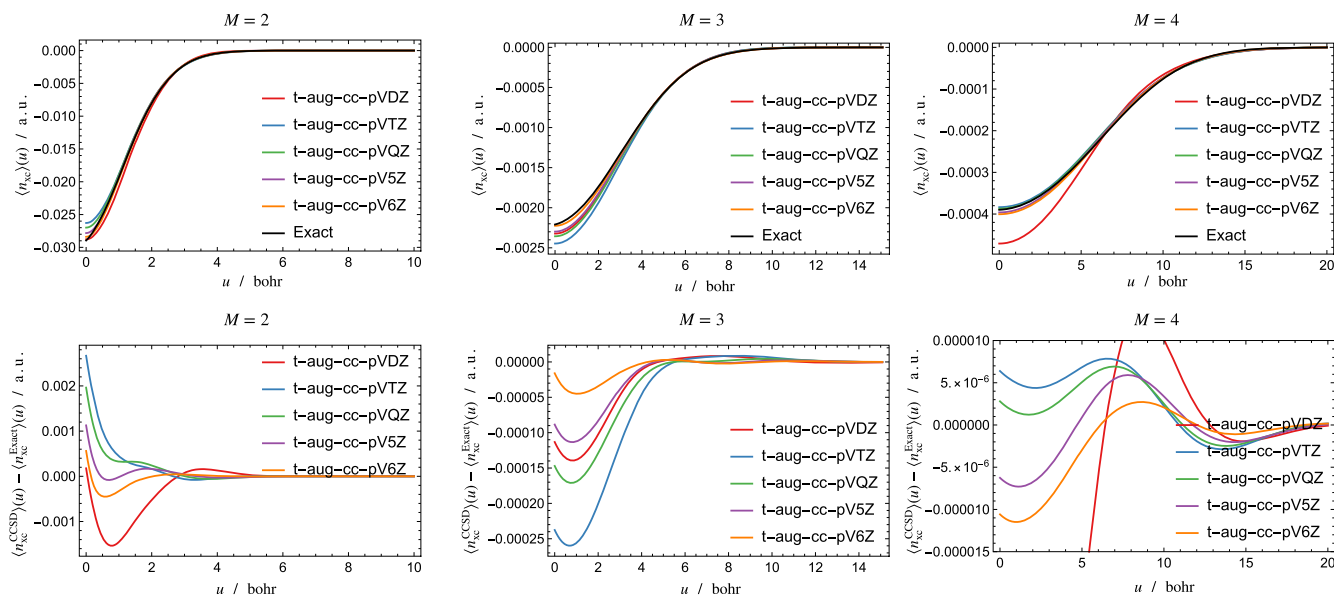 M = 2
0.000
−0.005
−0.010
−0.015
−0.020
−0.025
−0.030
⟨n_xc⟩(u) / a.u.
t−aug−cc−pVDZ
t−aug−cc−pVTZ
t−aug−cc−pVQZ
t−aug−cc−pV5Z
t−aug−cc−pV6Z
Exact
0 2 4 6 8 10
u / bohr
M = 3
0.0000
−0.0005
−0.0010
−0.0015
−0.0020
−0.0025
⟨n_xc⟩(u) / a.u.
t−aug−cc−pVDZ
t−aug−cc−pVTZ
t−aug−cc−pVQZ
t−aug−cc−pV5Z
t−aug−cc−pV6Z
Exact
0 2 4 6 8 10 12 14
u / bohr
M = 4
0.0000
−0.0001
−0.0002
−0.0003
−0.0004
⟨n_xc⟩(u) / a.u.
t−aug−cc−pVDZ
t−aug−cc−pVTZ
t−aug−cc−pVQZ
t−aug−cc−pV5Z
t−aug−cc−pV6Z
Exact
0 5 10 15 20
u / bohr
M = 2
0.002
0.001
0.000
−0.001
⟨n_xc^CCSD⟩(u) − ⟨n_xc^Exact⟩(u) / a.u.
t−aug−cc−pVDZ
t−aug−cc−pVTZ
t−aug−cc−pVQZ
t−aug−cc−pV5Z
t−aug−cc−pV6Z
0 2 4 6 8 10
u / bohr
M = 3
0.00000
−0.00005
−0.00010
−0.00015
−0.00020
−0.00025
⟨n_xc^CCSD⟩(u) − ⟨n_xc^Exact⟩(u) / a.u.
t−aug−cc−pVDZ
t−aug−cc−pVTZ
t−aug−cc−pVQZ
t−aug−cc−pV5Z
t−aug−cc−pV6Z
0 2 4 6 8 10 12 14
u / bohr
M = 4
0.000010
5.×10^−6
0.000000
−5.×10^−6
−0.000010
−0.000015
⟨n_xc^CCSD⟩(u) − ⟨n_xc^Exact⟩(u) / a.u.
t−aug−cc−pVDZ
t−aug−cc−pVTZ
t−aug−cc−pVQZ
t−aug−cc−pV5Z
t−aug−cc−pV6Z
0 5 10 15 20
u / bohr